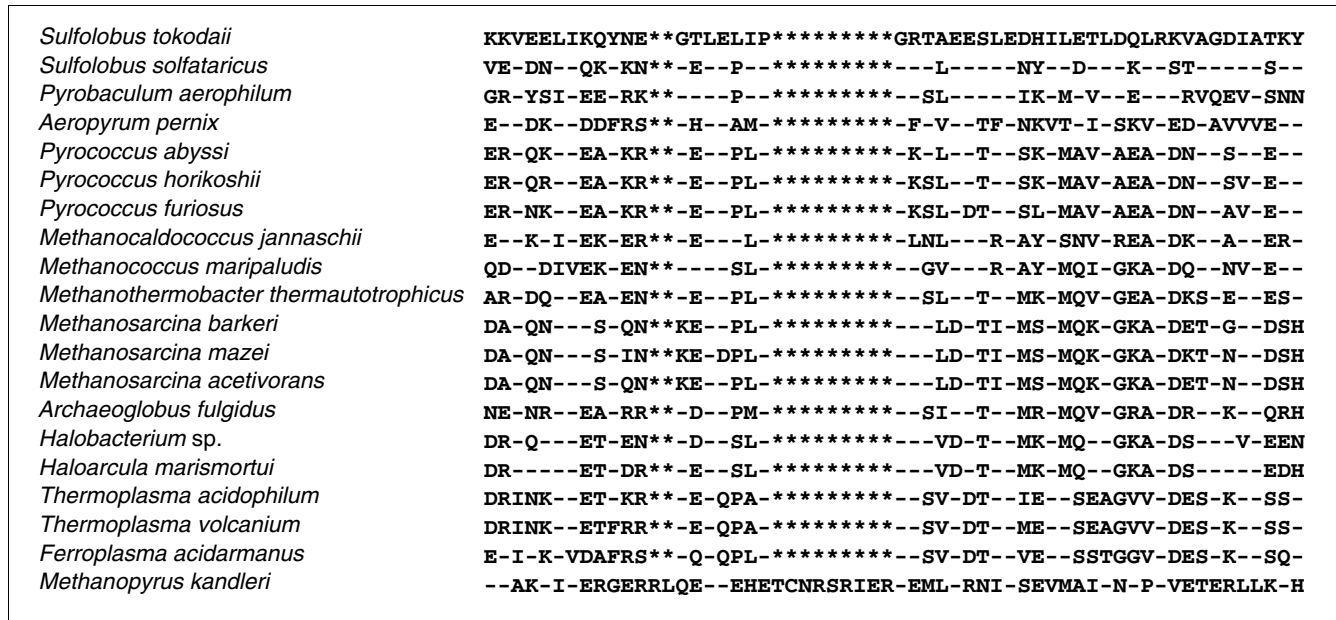 Sulfolobus tokodaii KKVEELIKQYNE**GTLELIP*********GRTAEESLEDHILETLDQLRKVAGDIATKY
Sulfolobus solfataricus VE-DN--QK-KN**-E--P--*********---L-----NY--D---K--ST-----S--
Pyrobaculum aerophilum GR-YSI-EE-RK**----P--*********--SL-----IK-M-V--E---RVQEV-SNN
Aeropyrum pernix E--DK--DDFRS**-H--AM-*********-F-V--TF-NKVT-I-SKV-ED-AVVVE--
Pyrococcus abyssi ER-QK--EA-KR**-E--PL-*********-K-L--T--SK-MAV-AEA-DN--S--E--
Pyrococcus horikoshii ER-QR--EA-KR**-E--PL-*********-KSL--T--SK-MAV-AEA-DN--SV-E--
Pyrococcus furiosus ER-NK--EA-KR**-E--PL-*********-KSL-DT--SL-MAV-AEA-DN--AV-E--
Methanocaldococcus jannaschii E--K-I-EK-ER**-E---L-*********-LNL---R-AY-SNV-REA-DK--A--ER-
Methanococcus maripaludis QD--DIVEK-EN**----SL-*********--GV---R-AY-MQI-GKA-DQ--NV-E--
Methanothermobacter thermautotrophicus AR-DQ--EA-EN**-E--PL-*********--SL--T--MK-MQV-GEA-DKS-E--ES-
Methanosarcina barkeri DA-QN---S-QN**KE--PL-*********---LD-TI-MS-MQK-GKA-DET-G--DSH
Methanosarcina mazei DA-QN---S-IN**KE-DPL-*********---LD-TI-MS-MQK-GKA-DKT-N--DSH
Methanosarcina acetivorans DA-QN---S-QN**KE--PL-*********---LD-TI-MS-MQK-GKA-DET-N--DSH
Archaeoglobus fulgidus NE-NR--EA-RR**-D--PM-*********--SI--T--MR-MQV-GRA-DR--K--QRH
Halobacterium sp. DR-Q---ET-EN**-D--SL-*********---VD-T--MK-MQ--GKA-DS---V-EEN
Haloarcula marismortui DR-----ET-DR**-E--SL-*********---VD-T--MK-MQ--GKA-DS-----EDH
Thermoplasma acidophilum DRINK--ET-KR**-E-QPA-*********--SV-DT--IE--SEAGVV-DES-K--SS-
Thermoplasma volcanium DRINK--ETFRR**-E-QPA-*********--SV-DT--ME--SEAGVV-DES-K--SS-
Ferroplasma acidarmanus E-I-K-VDAFRS**-Q-QPL-*********--SV-DT--VE--SSTGGV-DES-K--SQ-
Methanopyrus kandleri --AK-I-ERGERRLQE--EHETCNRSRIER-EML-RNI-SEVMAI-N-P-VETERLLK-H